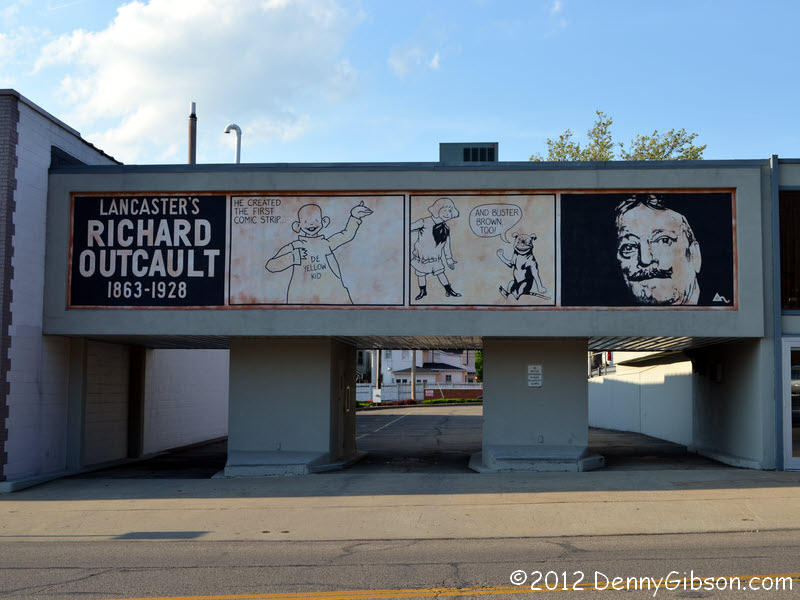 LANCASTER'S
RICHARD
OUTCAULT
1863-1928
HE CREATED
THE FIRST
COMIC STRIP...
DE
YELLOW
KID
AND BUSTER
BROWN,
TOO!
©2012 DennyGibson.com